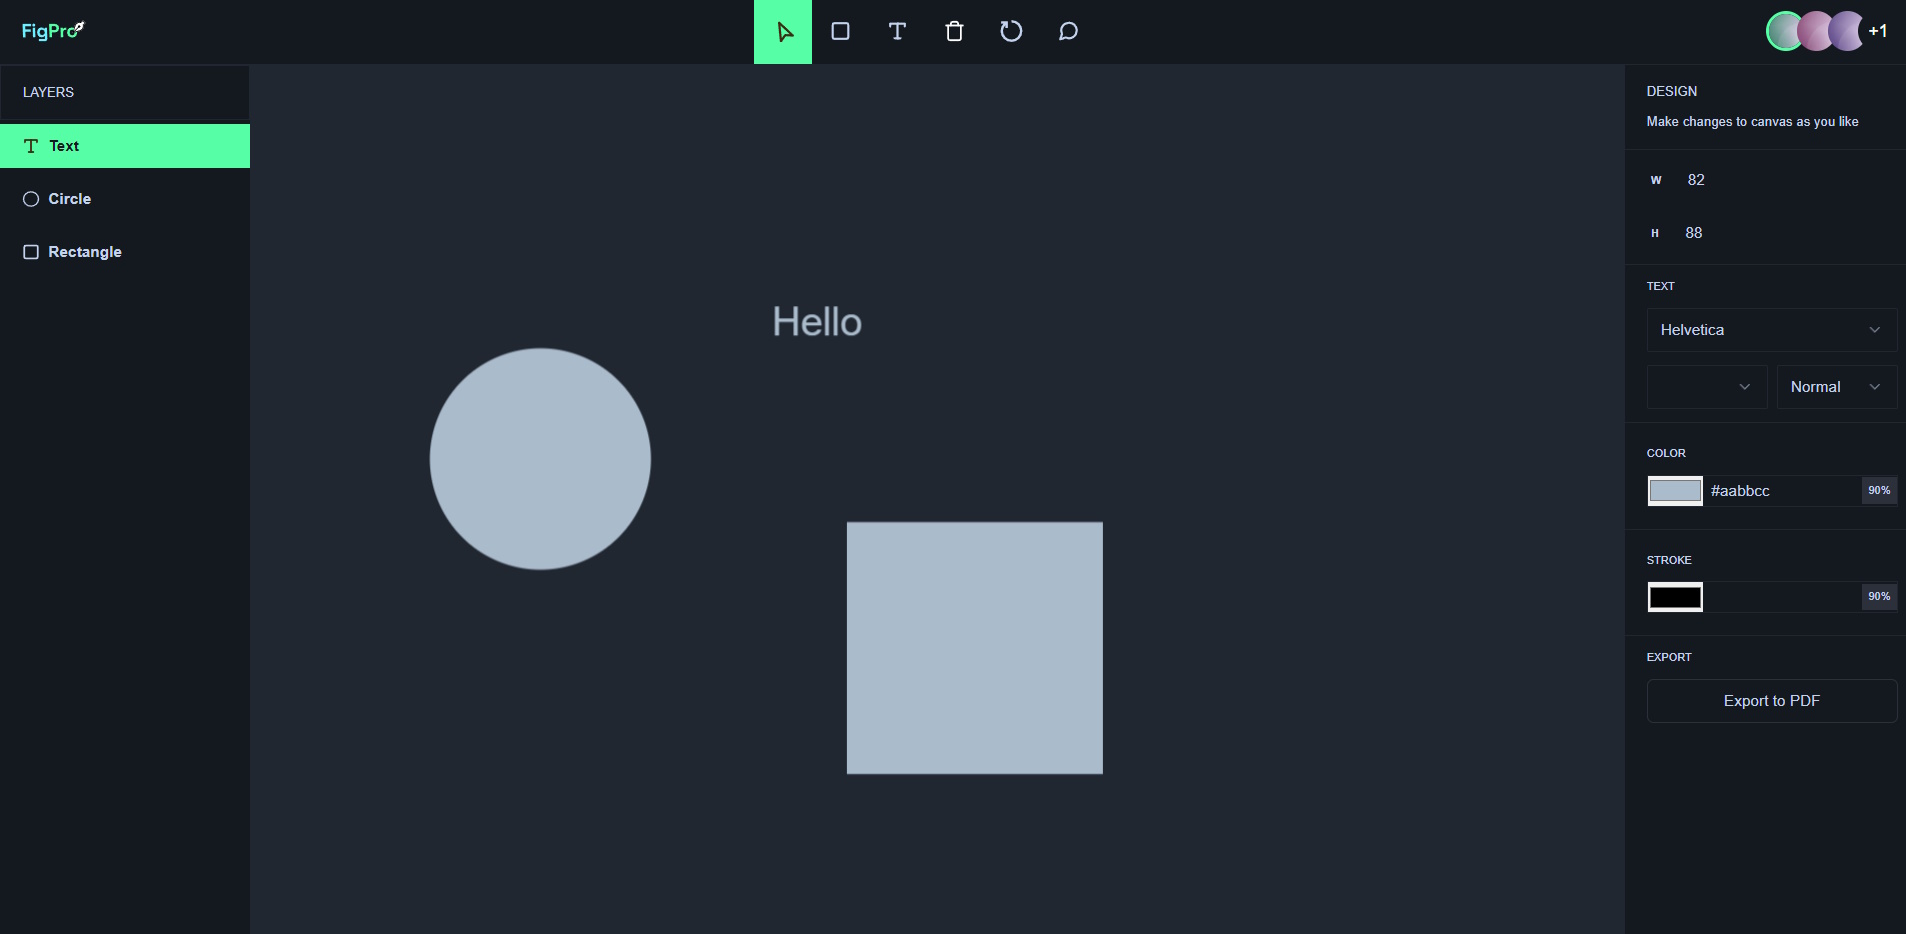 FigPro
+1
LAYERS
Text
Circle
Rectangle
Hello
DESIGN
Make changes to canvas as you like
W 82
H 88
TEXT
Helvetica
Normal
COLOR
#aabbcc 90%
STROKE
90%
EXPORT
Export to PDF